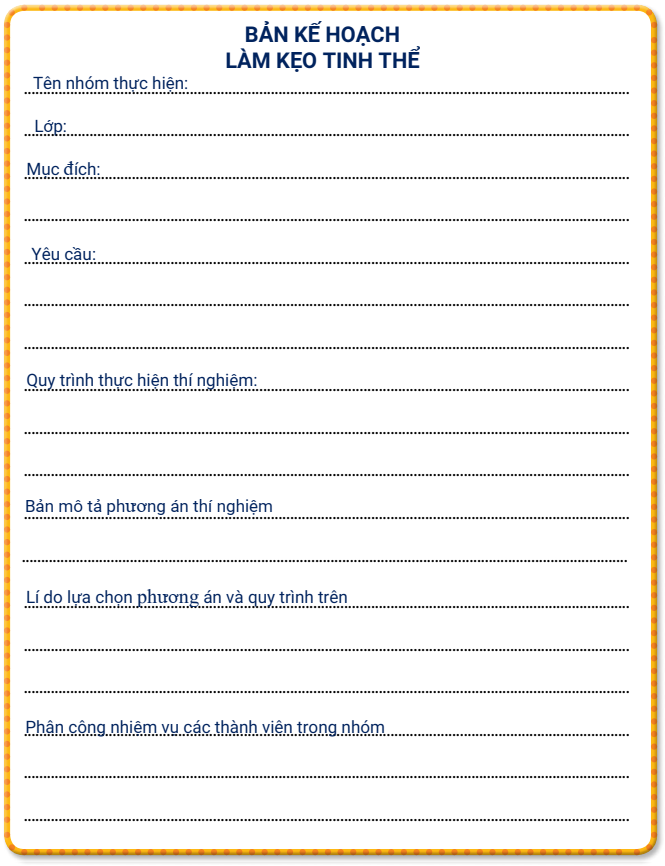 BẢN KẾ HOẠCH
LÀM KẸO TINH THỂ
Tên nhóm thực hiện:
Lớp:
Mục đích:
Yêu cầu:
Quy trình thực hiện thí nghiệm:
Bản mô tả phương án thí nghiệm
Lí do lựa chọn phương án và quy trình trên
Phân công nhiệm vụ các thành viên trong nhóm